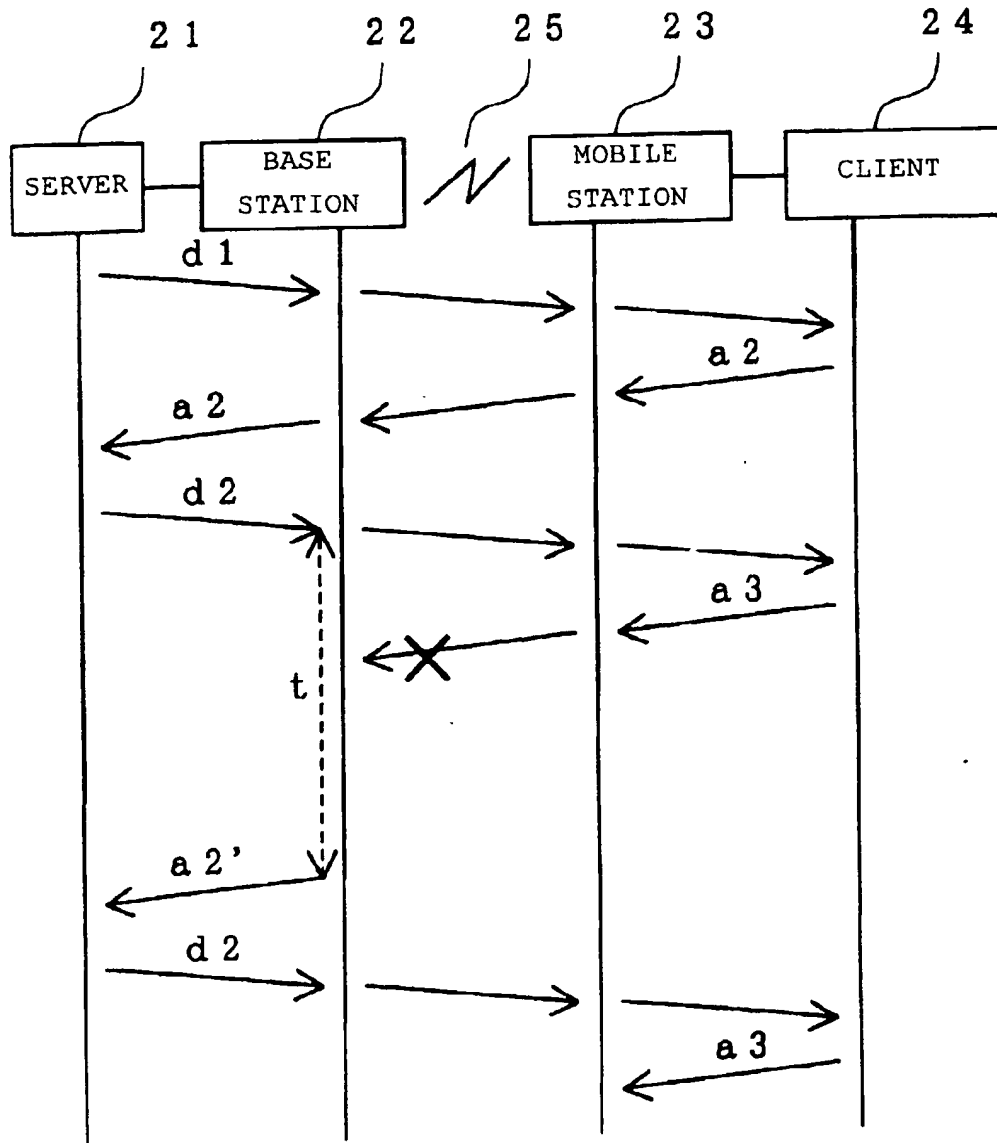 21 22 25 23 24
SERVER
BASE
STATION
MOBILE
STATION
CLIENT
d1
a2
a2
d2
a3
t
a2'
d2
a3